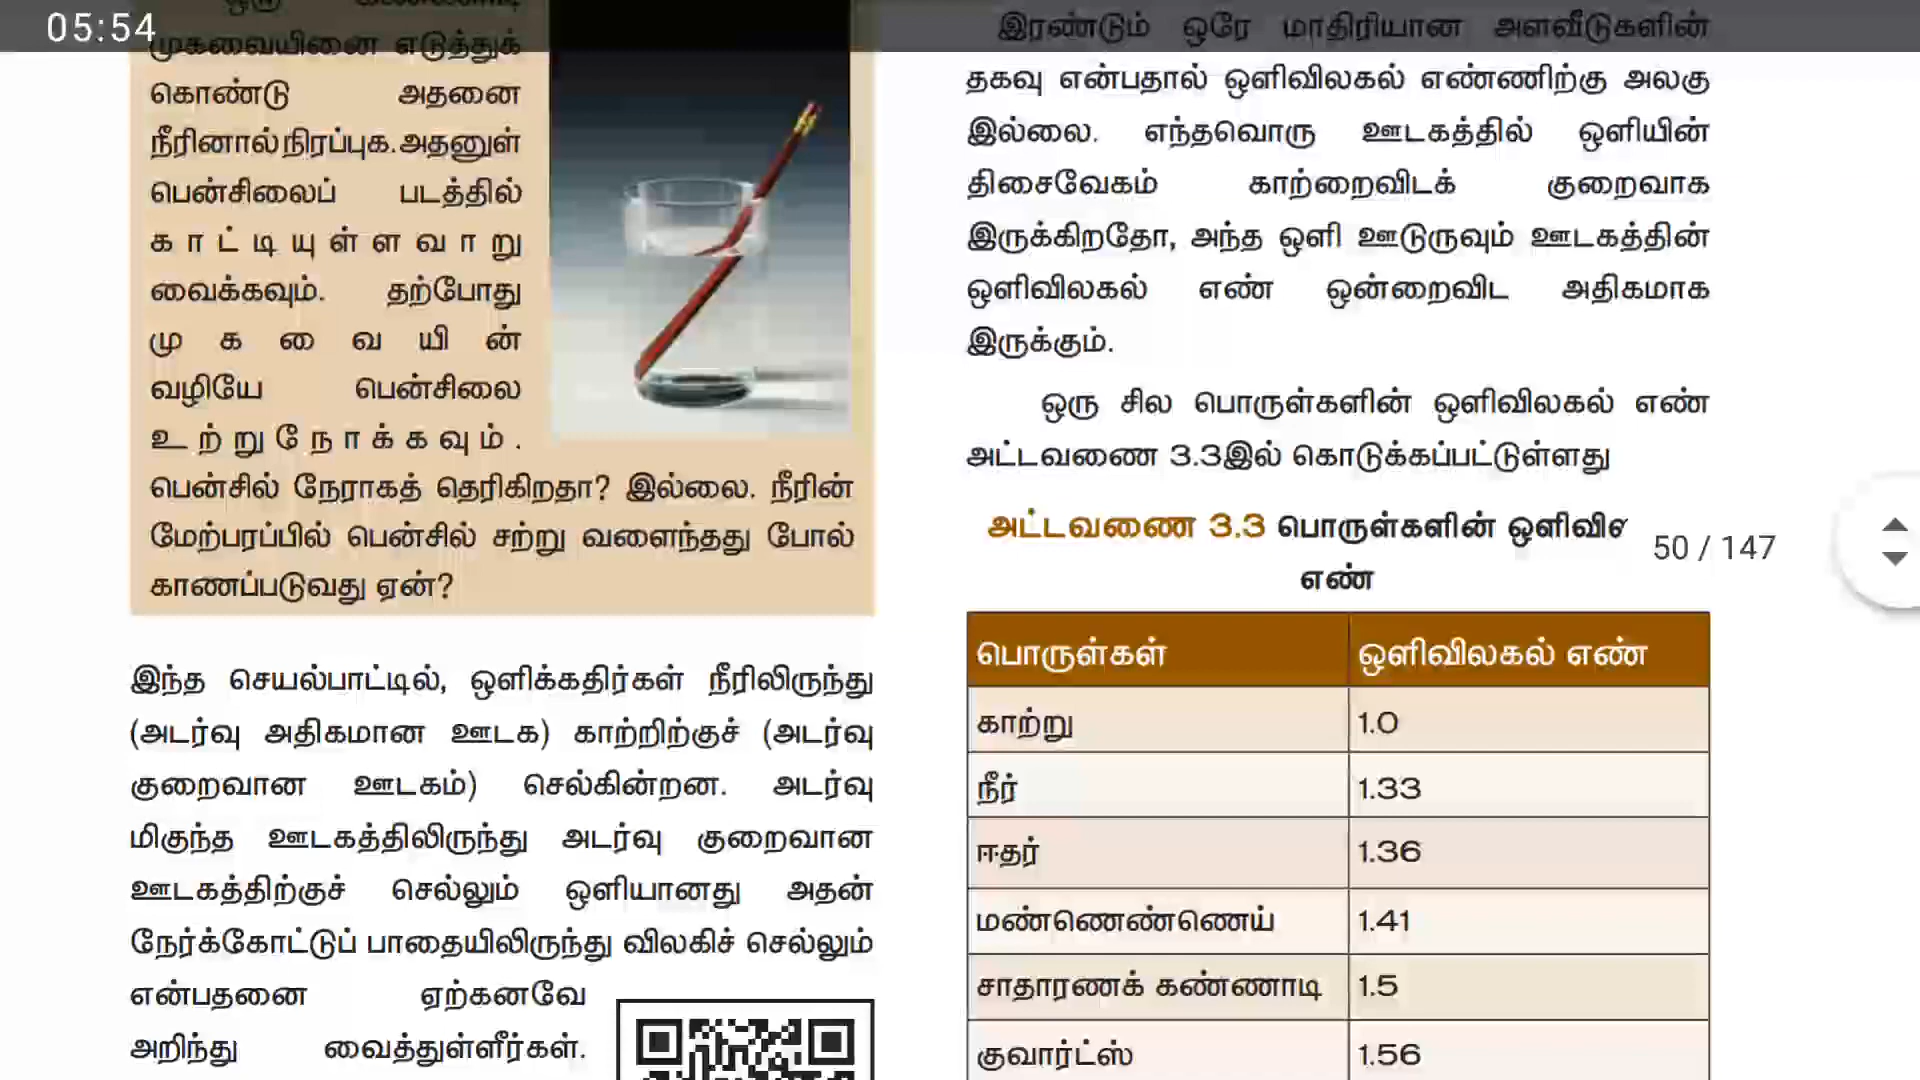 05:54
முகவையினை எடுத்துக்
கொண்டு அதனை
நீரினால் நிரப்புக. அதனுள்
பென்சிலைப் படத்தில்
காட்டியுள்ளவாறு
வைக்கவும். தற்போது
முகவையின்
வழியே பென்சிலை
உற்றுநோக்கவும்.
பென்சில் நேராகத் தெரிகிறதா? இல்லை. நீரின்
மேற்பரப்பில் பென்சில் சற்று வளைந்தது போல்
காணப்படுவது ஏன்?
இந்த செயல்பாட்டில், ஒளிக்கதிர்கள் நீரிலிருந்து
(அடர்வு அதிகமான ஊடக) காற்றிற்குச் (அடர்வு
குறைவான ஊடகம்) செல்கின்றன. அடர்வு
மிகுந்த ஊடகத்திலிருந்து அடர்வு குறைவான
ஊடகத்திற்குச் செல்லும் ஒளியானது அதன்
நேர்க்கோட்டுப் பாதையிலிருந்து விலகிச் செல்லும்
என்பதனை ஏற்கனவே
அறிந்து வைத்துள்ளீர்கள்.
இரண்டும் ஒரே மாதிரியான அளவீடுகளின்
தகவு என்பதால் ஒளிவிலகல் எண்ணிற்கு அலகு
இல்லை. எந்தவொரு ஊடகத்தில் ஒளியின்
திசைவேகம் காற்றைவிடக் குறைவாக
இருக்கிறதோ, அந்த ஒளி ஊடுருவும் ஊடகத்தின்
ஒளிவிலகல் எண் ஒன்றைவிட அதிகமாக
இருக்கும்.
ஒரு சில பொருள்களின் ஒளிவிலகல் எண்
அட்டவணை 3.3இல் கொடுக்கப்பட்டுள்ளது
அட்டவணை 3.3 பொருள்களின்
எண்
50 / 147
பொருள்கள் ஒளிவிலகல் எண்
காற்று 1.0
நீர் 1.33
ஈதர் 1.36
மண்ணெண்ணெய் 1.41
சாதாரணக் கண்ணாடி 1.5
குவார்ட்ஸ் 1.56